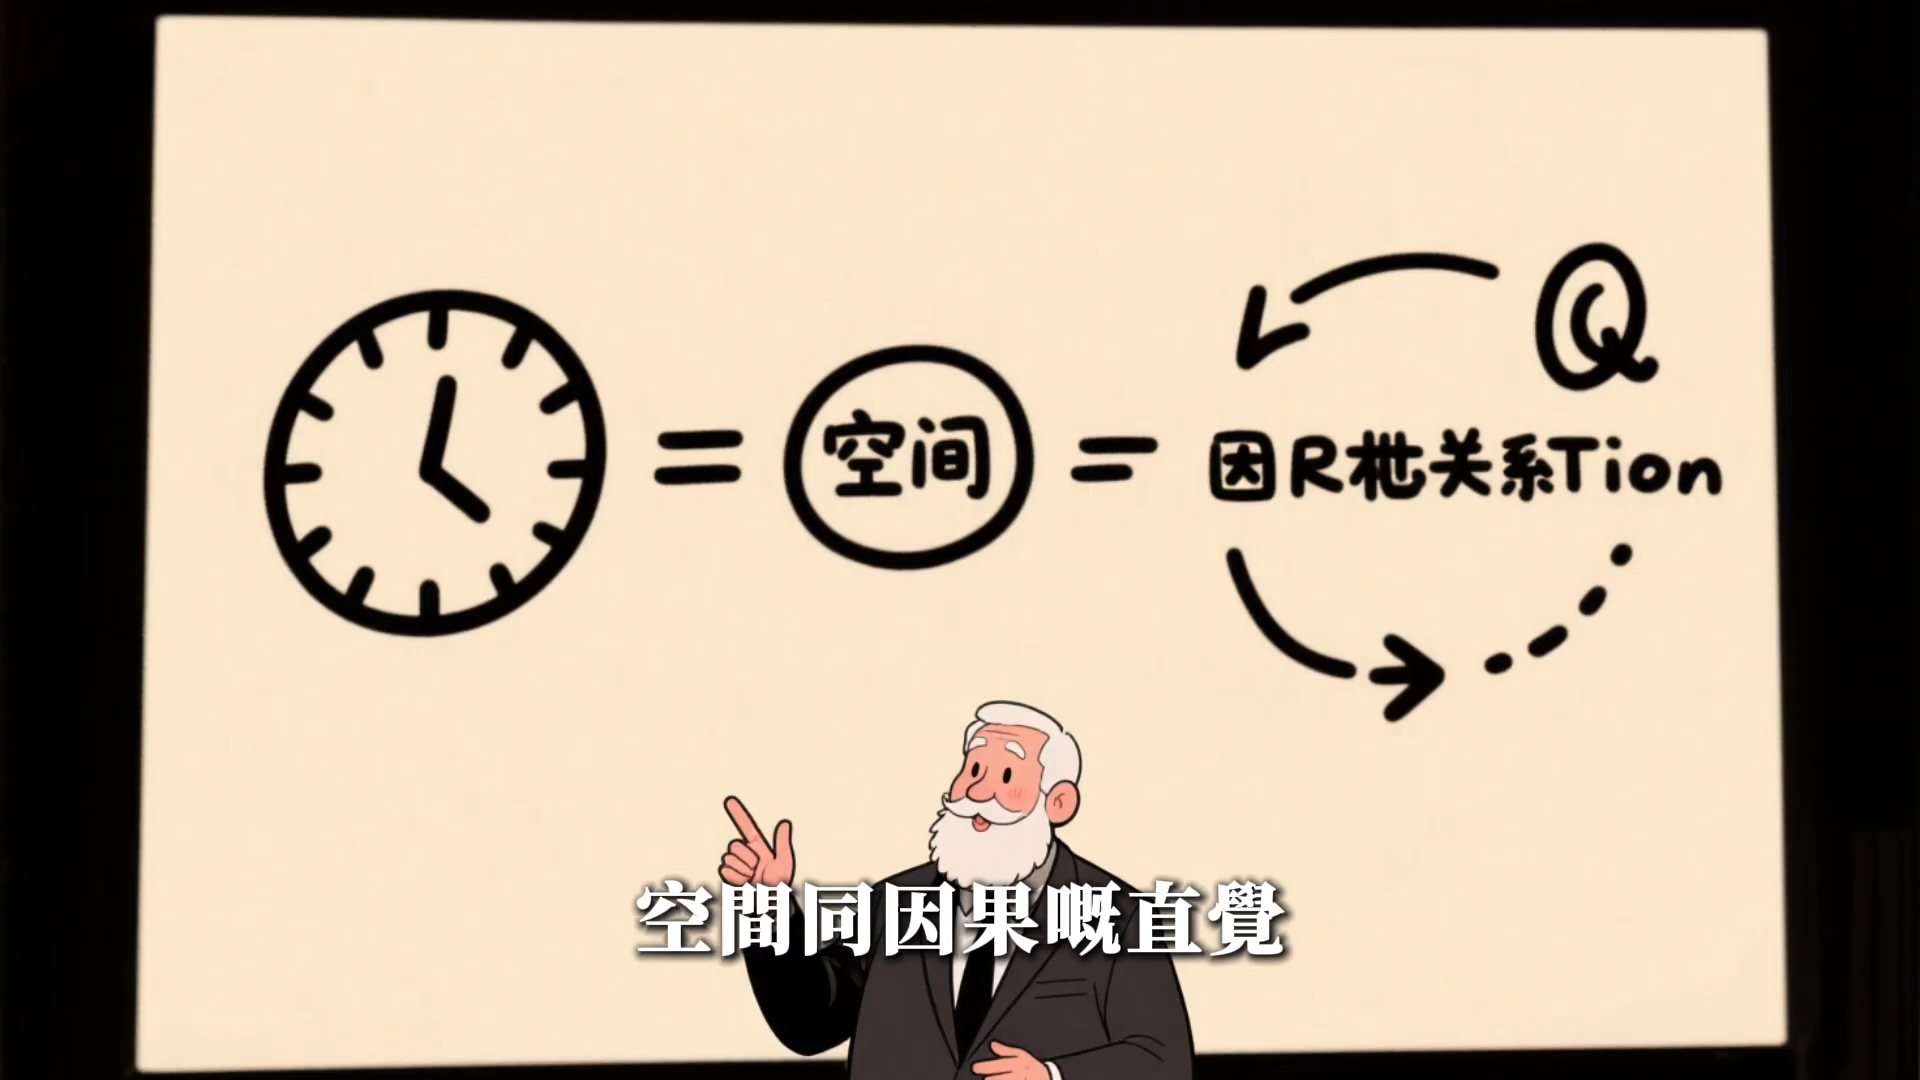 Q
= 空间 = 因R枇关系Tion
空間同因果嘅直覺